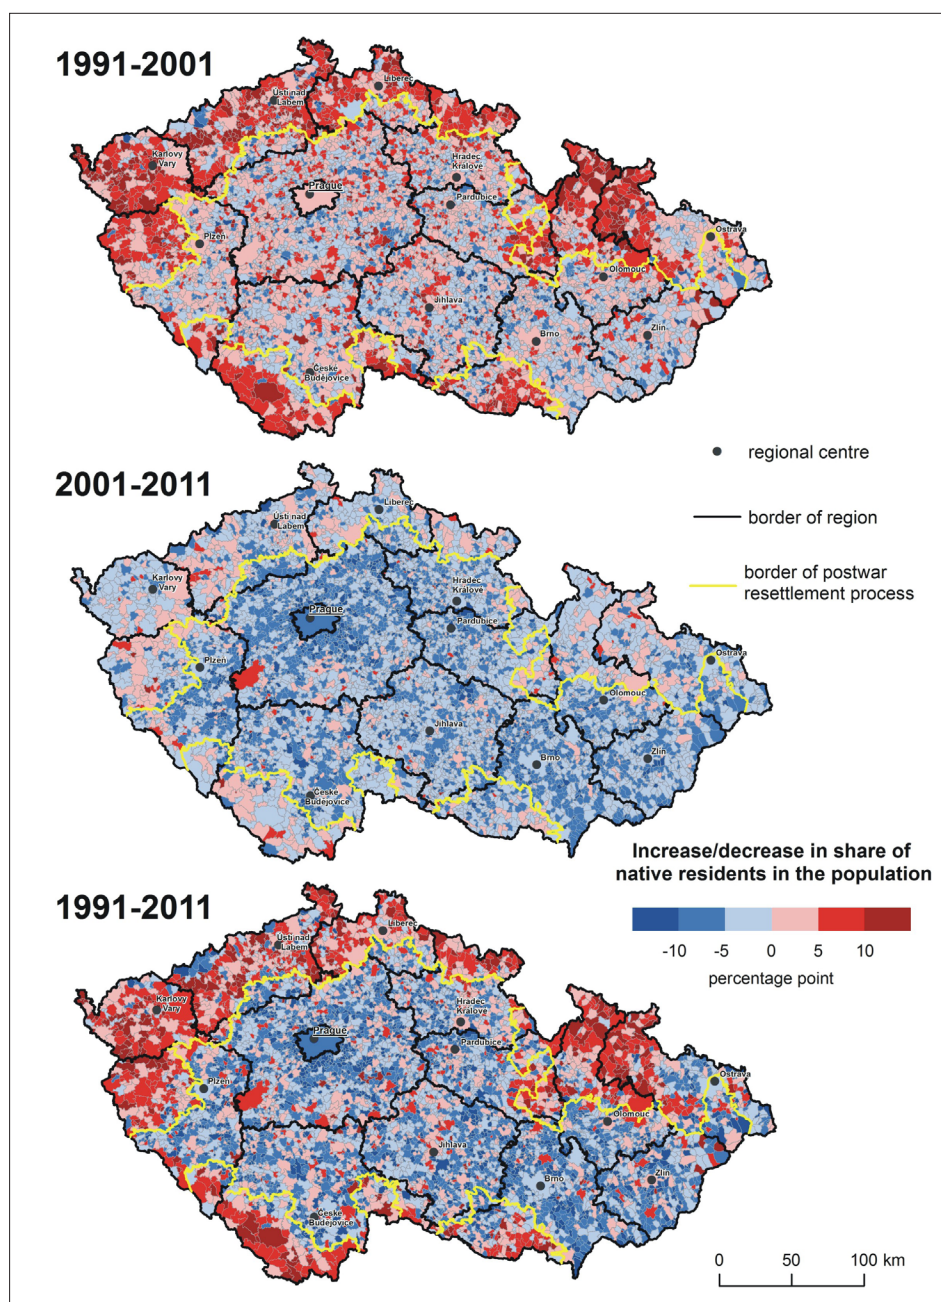 1991-2001
Liberec
Ústí nad
Labem
Karlovy
Vary
Hradec
Králové
Prague
Pardubice
Plzeň
Ostrava
Olomouc
Jihlava
Brno
Zlín
České
Budějovice
regional centre
2001-2011
Liberec
Ústí nad
Labem
border of region
Karlovy
Vary
Hradec
Králové
border of postwar
resettlement process
Prague
Pardubice
Plzeň
Ostrava
Olomouc
Jihlava
Brno
Zlín
České
Budějovice
Increase/decrease in share of
native residents in the population
-10 -5 0 5 10
percentage point
1991-2011
Liberec
Ústí nad
Labem
Karlovy
Vary
Hradec
Králové
Prague
Pardubice
Plzeň
Ostrava
Olomouc
Jihlava
Brno
Zlín
České
Budějovice
0 50 100 km